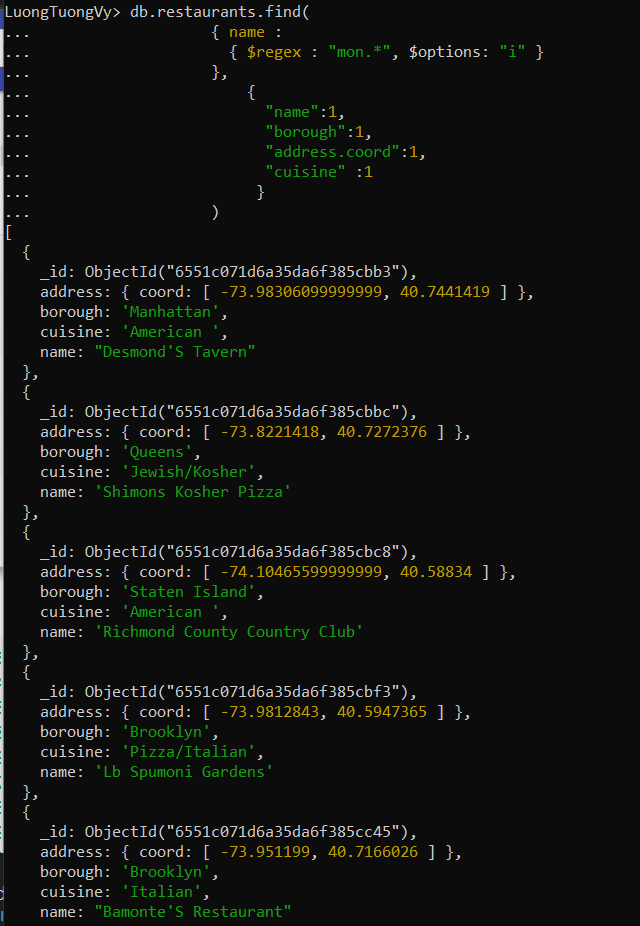 LuongTuongVy> db.restaurants.find(
... { name :
... { $regex : "mon.*", $options: "i" }
... },
... {
... "name":1,
... "borough":1,
... "address.coord":1,
... "cuisine" :1
... }
... )
[
{
_id: ObjectId("6551c071d6a35da6f385cbb3"),
address: { coord: [ -73.98306099999999, 40.7441419 ] },
borough: 'Manhattan',
cuisine: 'American ',
name: "Desmond'S Tavern"
},
{
_id: ObjectId("6551c071d6a35da6f385cbbc"),
address: { coord: [ -73.8221418, 40.7272376 ] },
borough: 'Queens',
cuisine: 'Jewish/Kosher',
name: 'Shimons Kosher Pizza'
},
{
_id: ObjectId("6551c071d6a35da6f385cbc8"),
address: { coord: [ -74.10465599999999, 40.58834 ] },
borough: 'Staten Island',
cuisine: 'American ',
name: 'Richmond County Country Club'
},
{
_id: ObjectId("6551c071d6a35da6f385cbf3"),
address: { coord: [ -73.9812843, 40.5947365 ] },
borough: 'Brooklyn',
cuisine: 'Pizza/Italian',
name: 'Lb Spumoni Gardens'
},
{
_id: ObjectId("6551c071d6a35da6f385cc45"),
address: { coord: [ -73.951199, 40.7166026 ] },
borough: 'Brooklyn',
cuisine: 'Italian',
name: "Bamonte'S Restaurant"